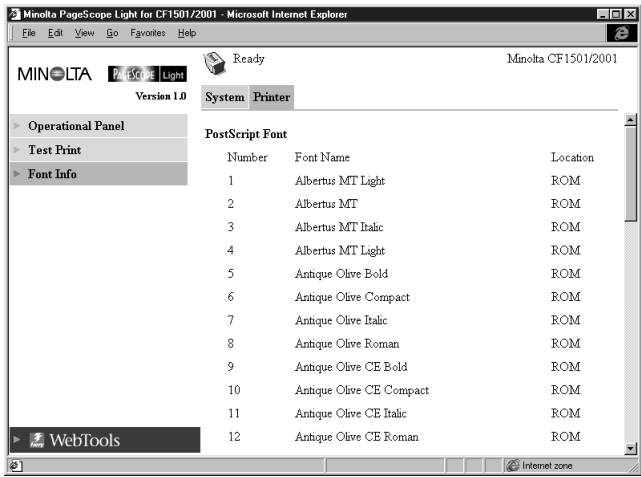 Minolta PageScope Light for CF1501/2001 - Microsoft Internet Explorer
File Edit View Go Favorites Help
MINOLTA PAGESCOPE Light
Version 1.0
Ready
Minolta CF1501/2001
System Printer
Operational Panel
Test Print
Font Info
PostScript Font
Number Font Name Location
1 Albertus MT Light ROM
2 Albertus MT ROM
3 Albertus MT Italic ROM
4 Albertus MT Light ROM
5 Antique Olive Bold ROM
6 Antique Olive Compact ROM
7 Antique Olive Italic ROM
8 Antique Olive Roman ROM
9 Antique Olive CE Bold ROM
10 Antique Olive CE Compact ROM
11 Antique Olive CE Italic ROM
12 Antique Olive CE Roman ROM
WebTools
Internet zone